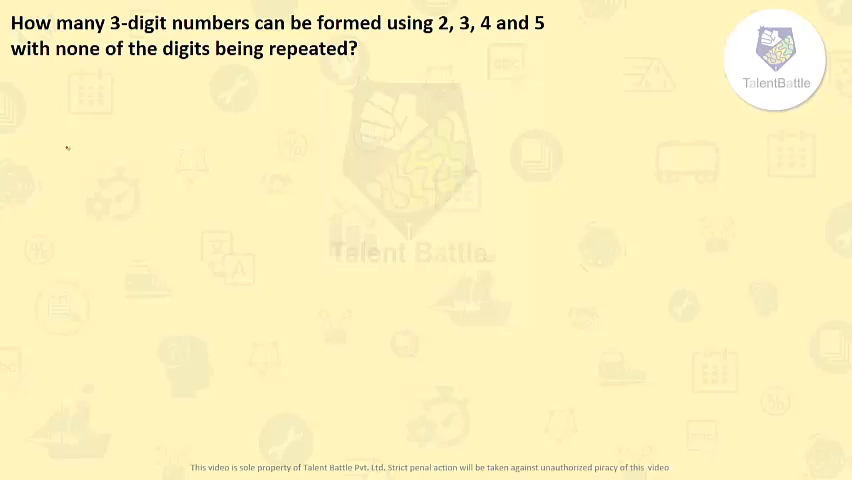 How many 3-digit numbers can be formed using 2, 3, 4 and 5
with none of the digits being repeated?
TalentBattle
Talent Battle
This video is sole property of Talent Battle Pvt. Ltd. Strict penal action will be taken against unauthorized piracy of this video